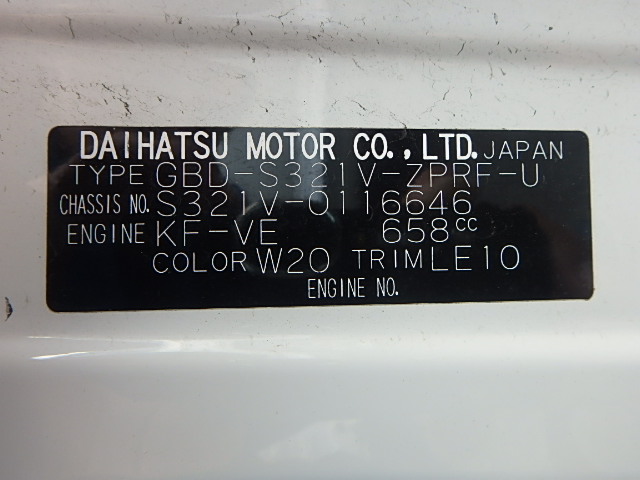 DAIHATSU MOTOR CO., LTD. JAPAN
TYPE GBD-S321V-ZPRF-U
CHASSIS NO. S321V-0116646
ENGINE KF-VE 658cc
COLOR W20 TRIM LE10
ENGINE NO.